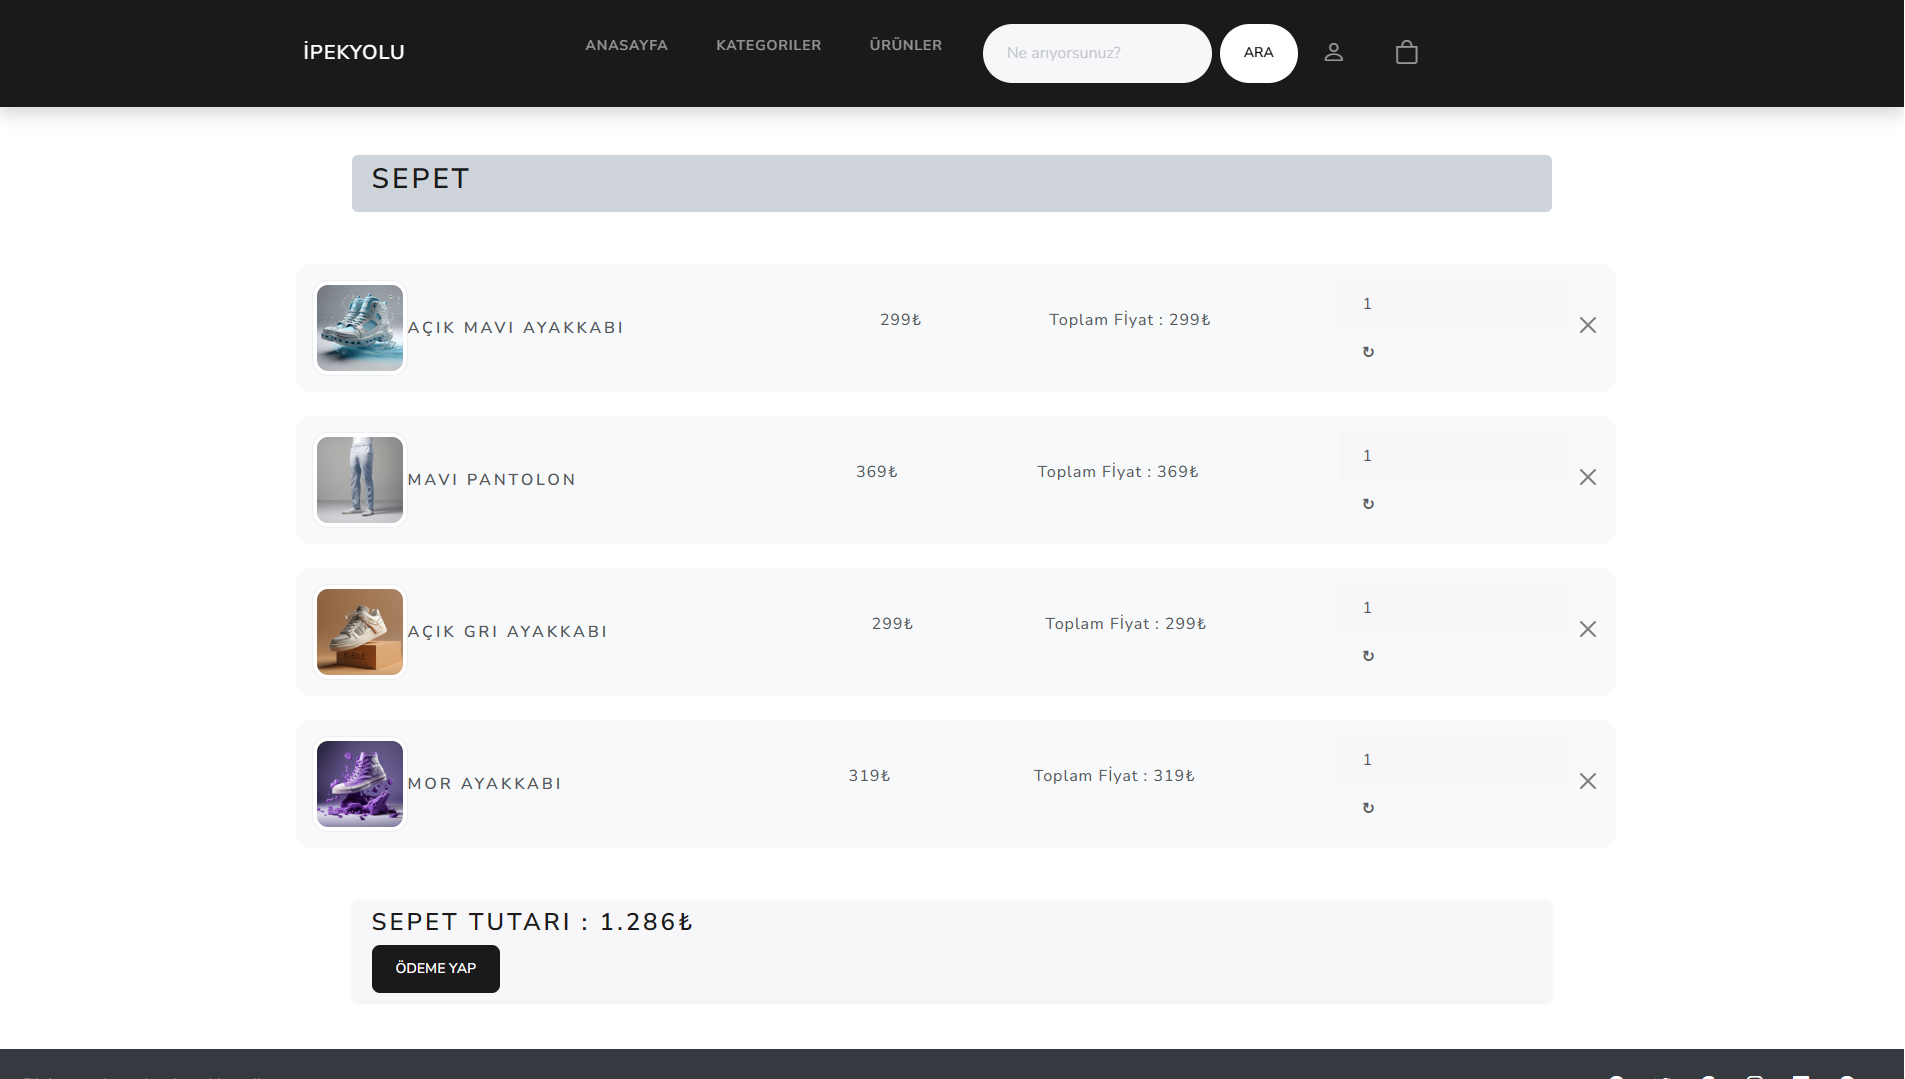 İPEKYOLU
ANASAYFA
KATEGORILER
ÜRÜNLER
Ne arıyorsunuz?
ARA
SEPET
AÇIK MAVI AYAKKABI
299₺
Toplam Fİyat : 299₺
1
↻
MAVI PANTOLON
369₺
Toplam Fİyat : 369₺
1
↻
AÇIK GRI AYAKKABI
299₺
Toplam Fİyat : 299₺
1
↻
MOR AYAKKABI
319₺
Toplam Fİyat : 319₺
1
↻
SEPET TUTARI : 1.286₺
ÖDEME YAP